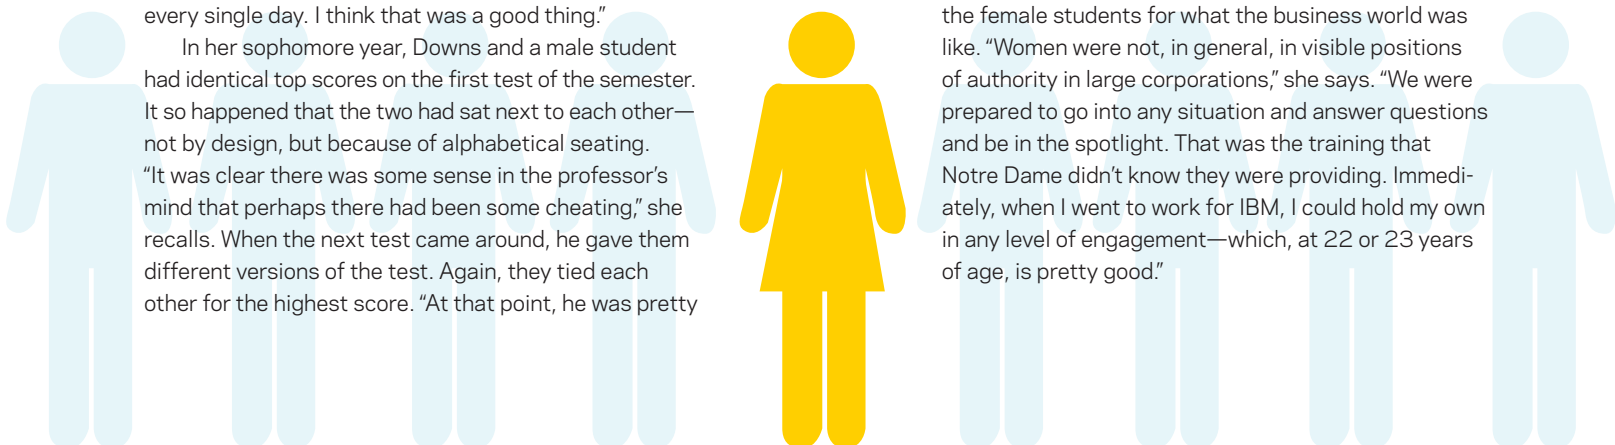 every single day. I think that was a good thing.”
In her sophomore year, Downs and a male student
had identical top scores on the first test of the semester.
It so happened that the two had sat next to each other—
not by design, but because of alphabetical seating.
“It was clear there was some sense in the professor’s
mind that perhaps there had been some cheating,” she
recalls. When the next test came around, he gave them
different versions of the test. Again, they tied each
other for the highest score. “At that point, he was pretty
the female students for what the business world was
like. “Women were not, in general, in visible positions
of authority in large corporations,” she says. “We were
prepared to go into any situation and answer questions
and be in the spotlight. That was the training that
Notre Dame didn’t know they were providing. Immedi-
ately, when I went to work for IBM, I could hold my own
in any level of engagement—which, at 22 or 23 years
of age, is pretty good.”